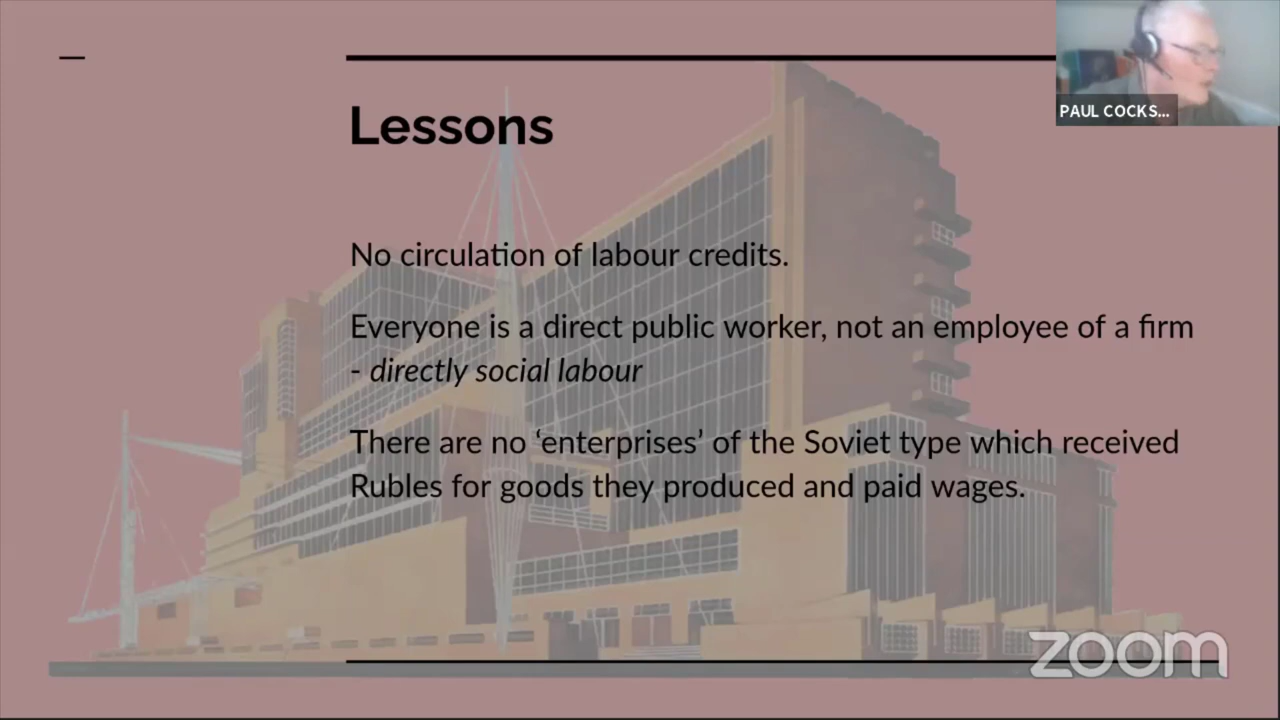 PAUL COCKS...
Lessons
No circulation of labour credits.
Everyone is a direct public worker, not an employee of a firm
- directly social labour
There are no ‘enterprises’ of the Soviet type which received
Rubles for goods they produced and paid wages.
zoom